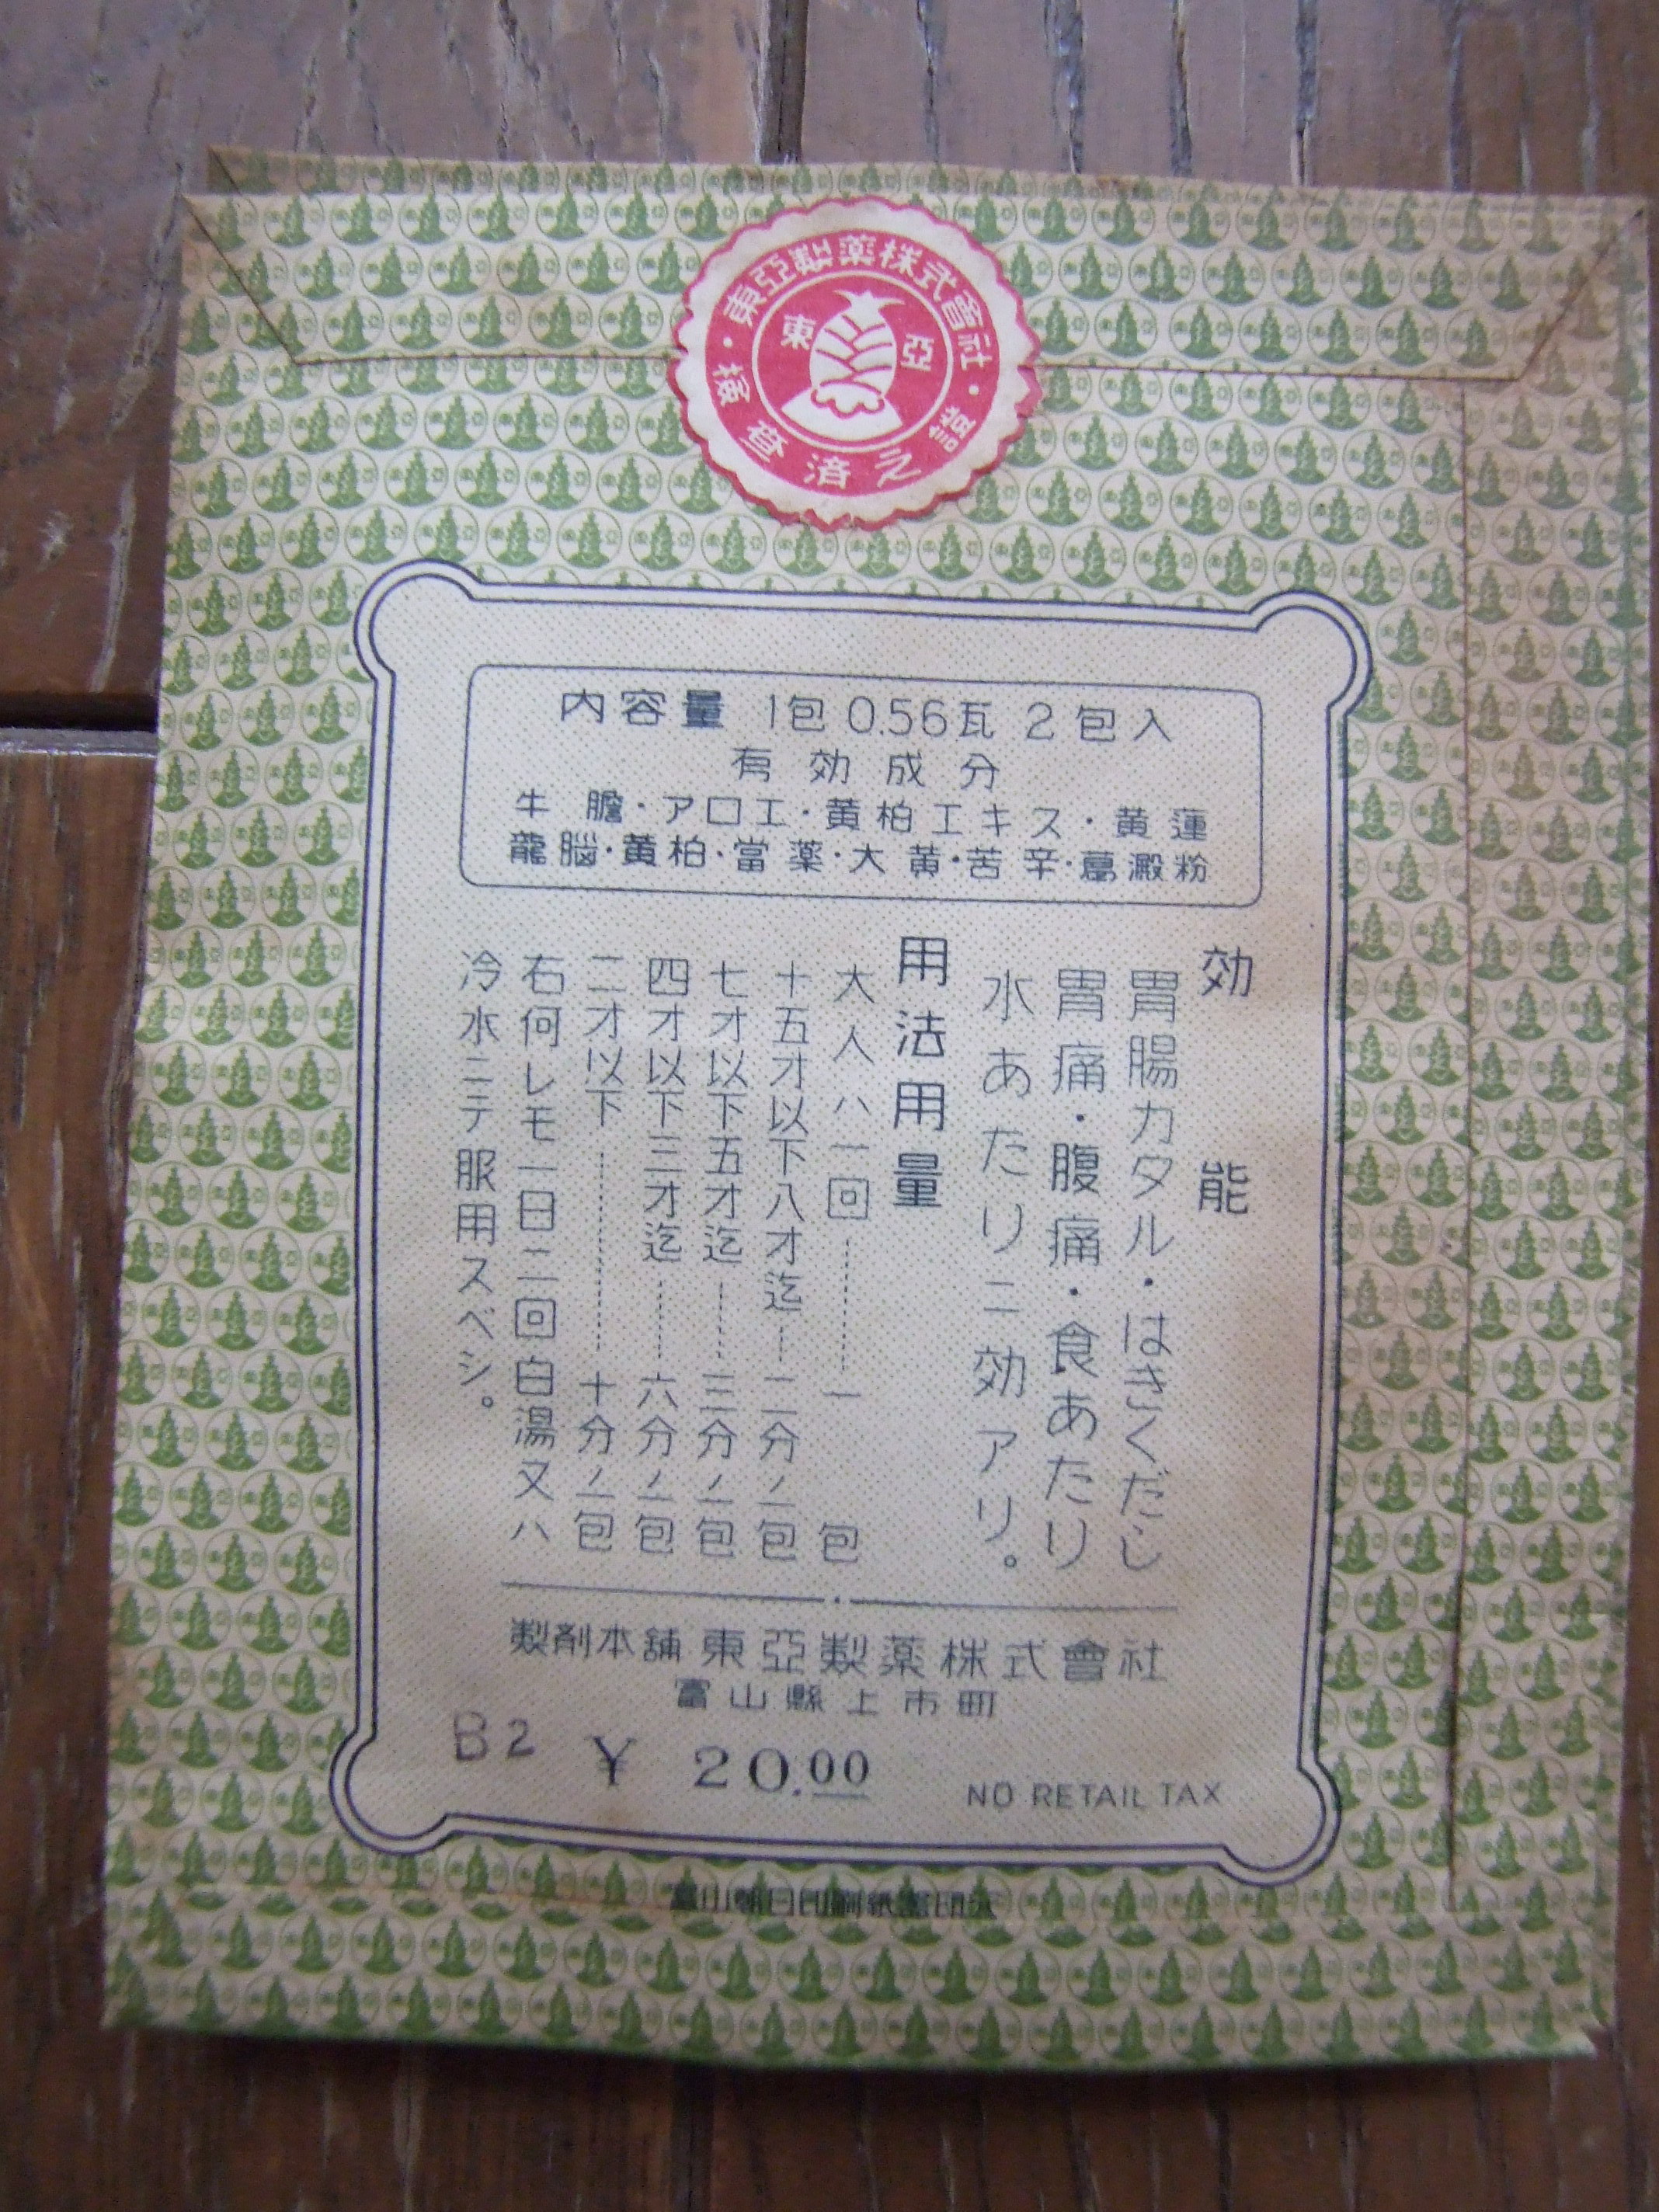 東亞製薬株式會社
東亞
検査済之證
内容量 1包 0.56瓦 2包入
有効成分
牛膽・アロエ・黄柏エキス・黄蓮
龍腦・黄柏・當薬・大黄・苦辛・葛澱粉
効能
胃腸カタル・はきくだし
胃痛・腹痛・食あたり
水あたりニ効アリ。
用法用量
大人ハ一回……一包
十五才以下八才迄…二分ノ一包
七才以下五才迄……三分ノ一包
四才以下三才迄……六分ノ一包
二才以下…………十分ノ一包
右何レモ一日二回白湯又ハ
冷水ニテ服用スベシ。
製剤本舗 東亞製薬株式會社
富山縣上市町
B2 ¥ 20.00 NO RETAIL TAX